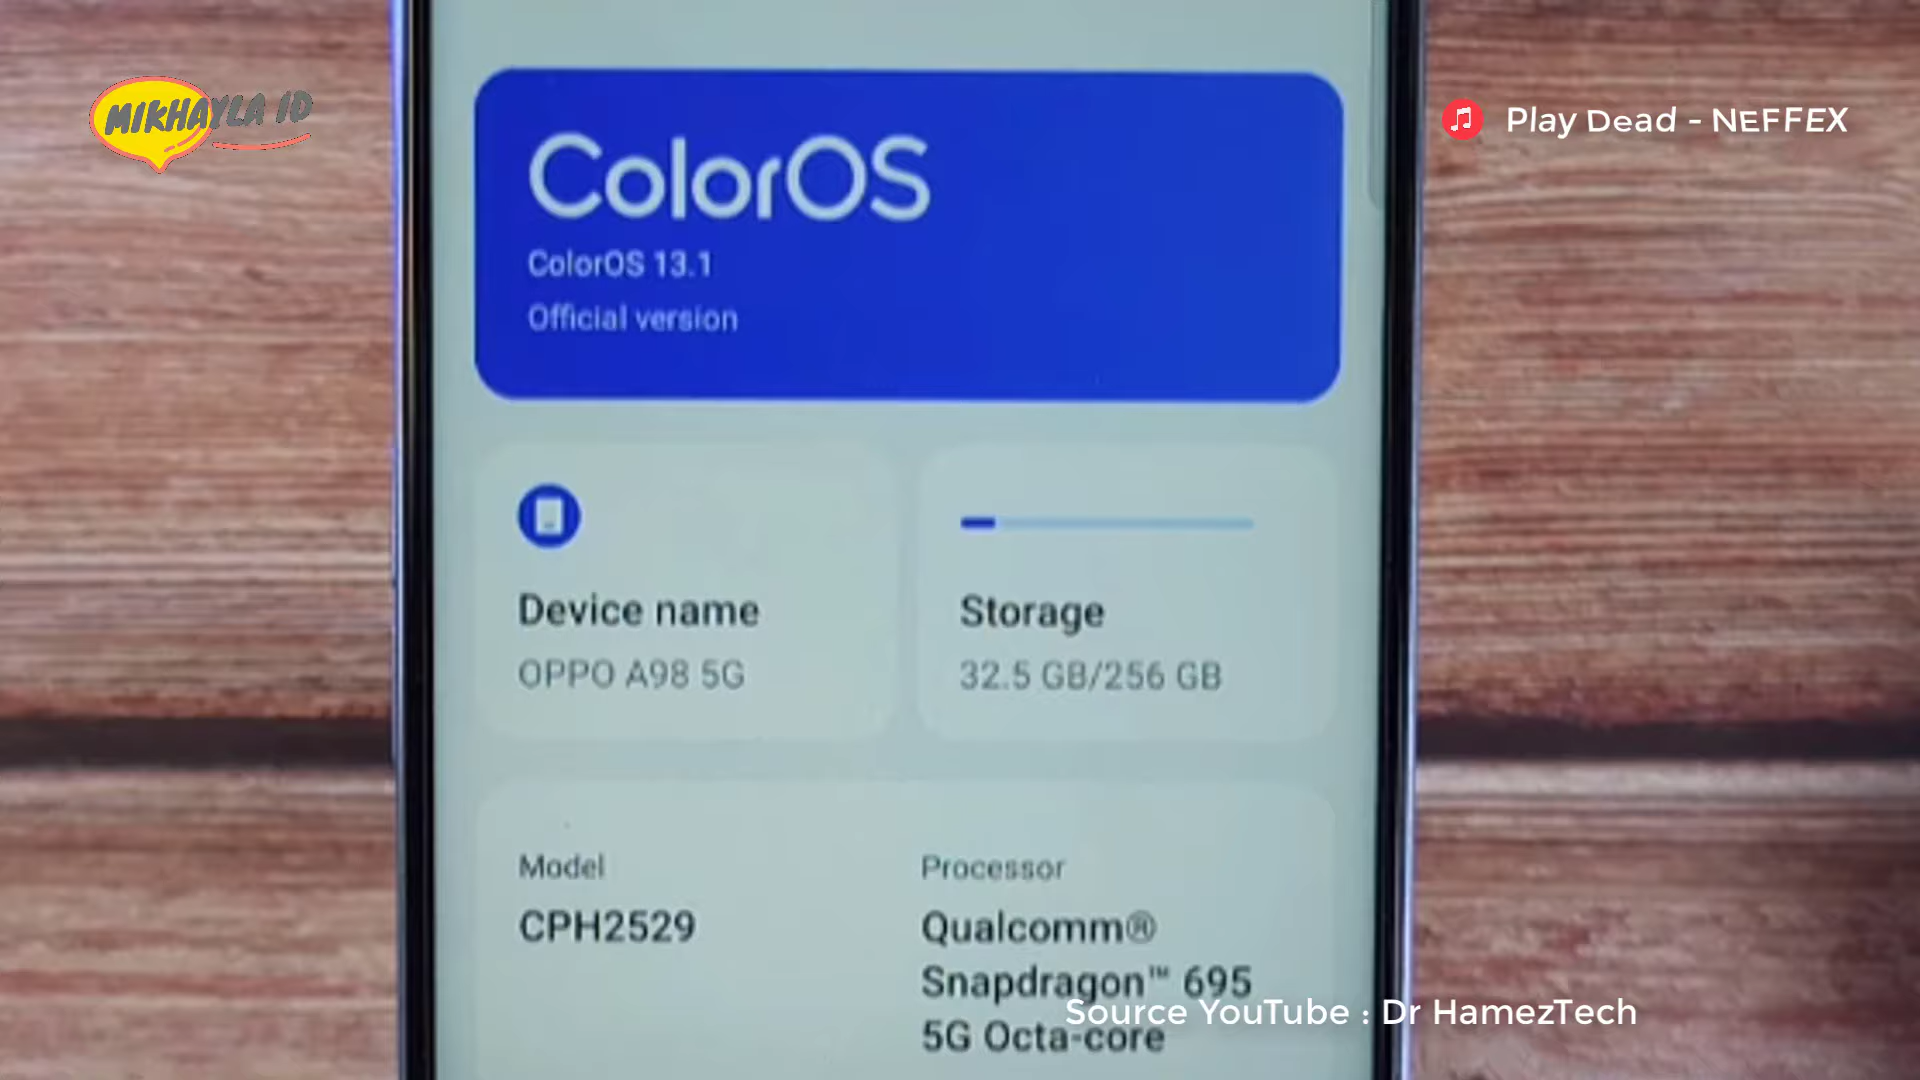 MIKHAYLA ID
Play Dead - NEFFEX
ColorOS
ColorOS 13.1
Official version
Device name
OPPO A98 5G
Storage
32.5 GB/256 GB
Model
CPH2529
Processor
Qualcomm®
Snapdragon™ 695
5G Octa-core
Source YouTube : Dr HamezTech